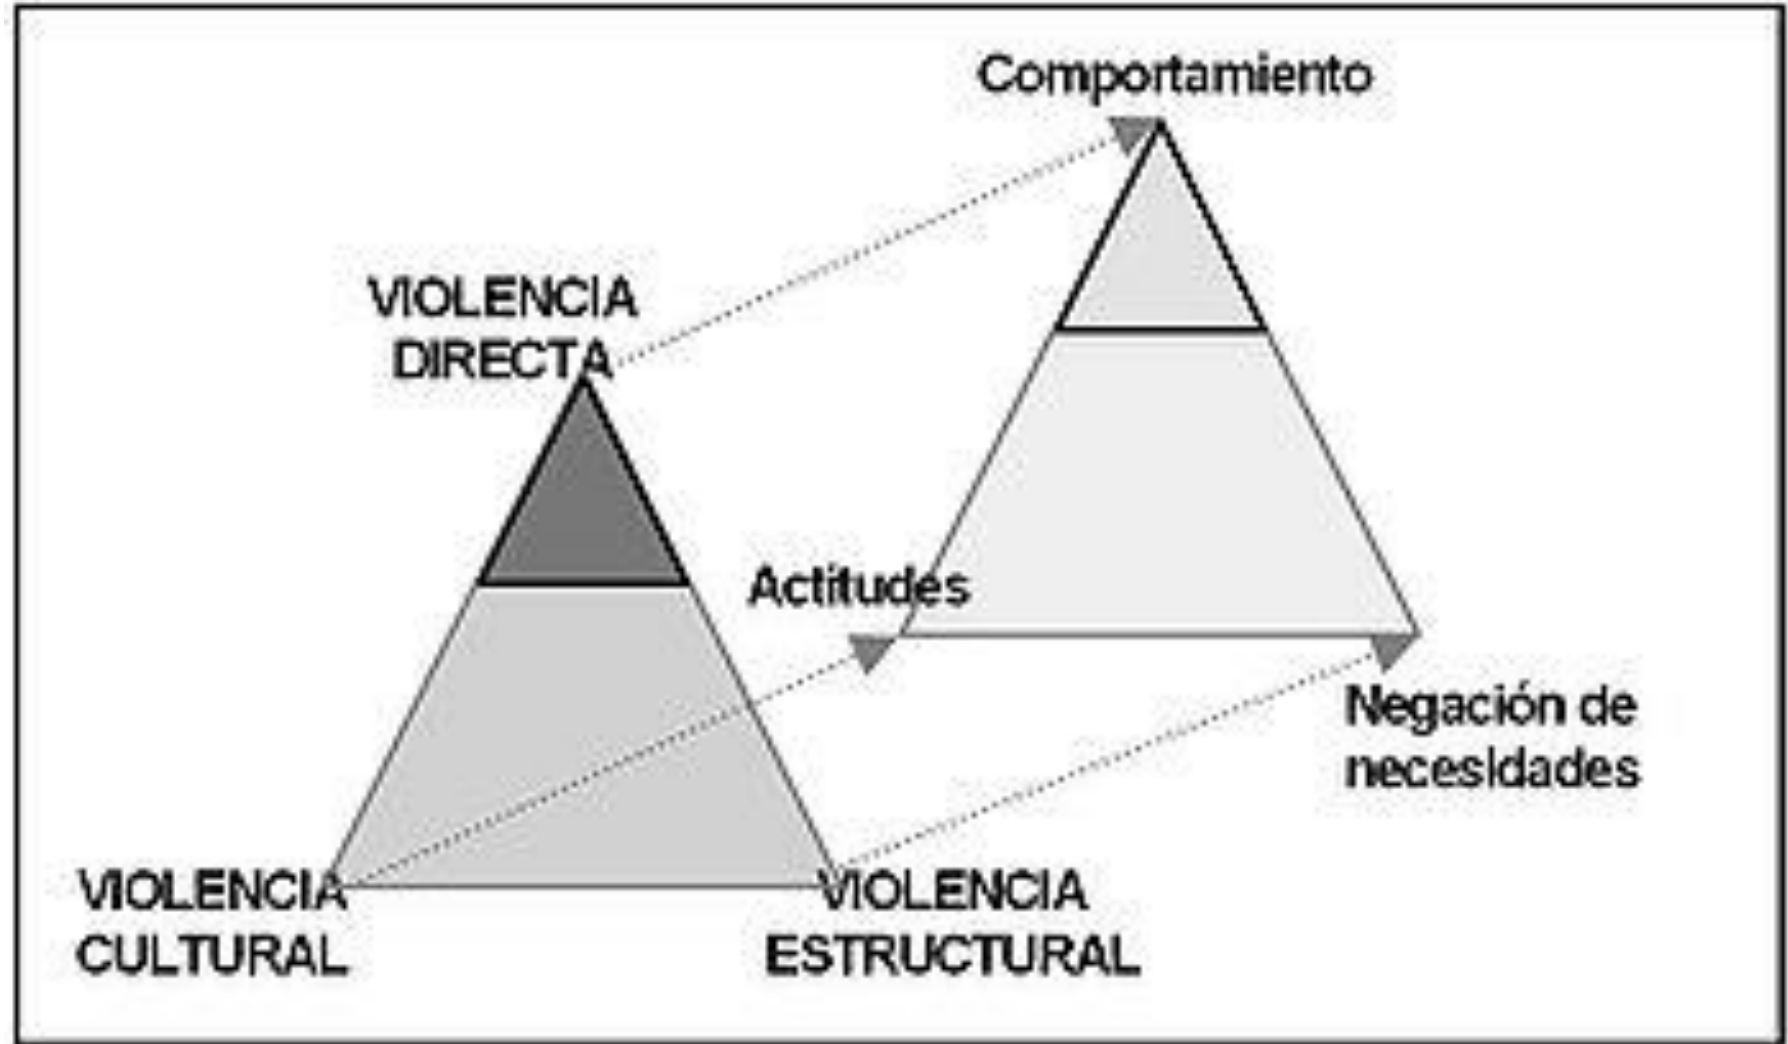 Comportamiento
VIOLENCIA
DIRECTA
Actitudes
Negación de
necesidades
VIOLENCIA
CULTURAL
VIOLENCIA
ESTRUCTURAL